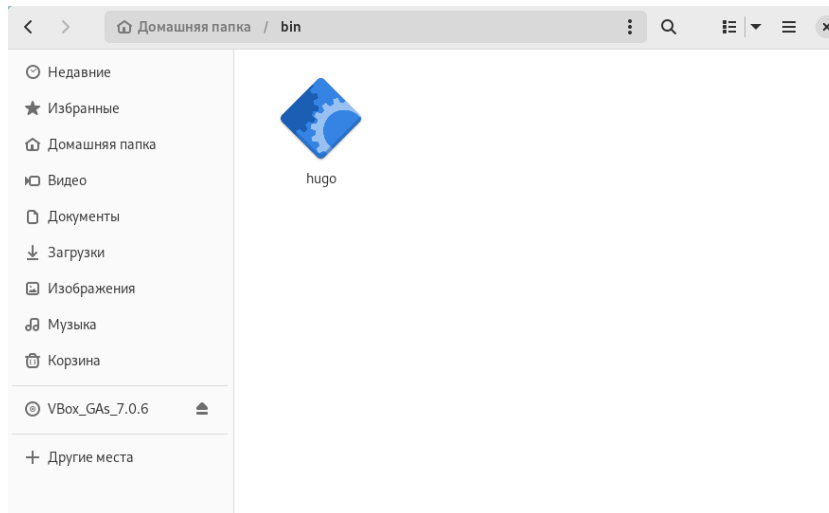 Домашняя папка / bin
Недавние
Избранные
Домашняя папка
Видео
Документы
Загрузки
Изображения
Музыка
Корзина
VBox_GAs_7.0.6
Другие места
hugo